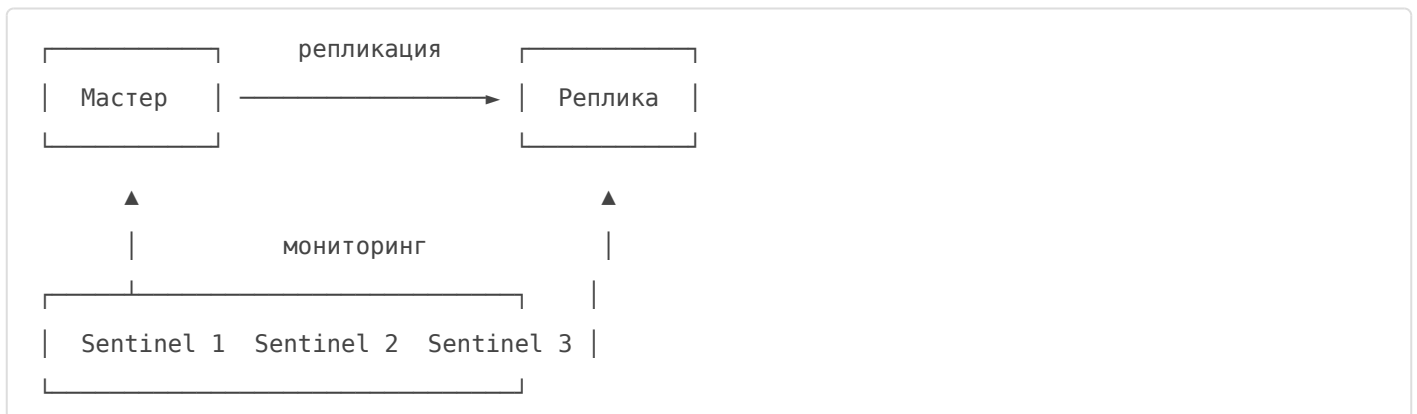 репликация
Мастер Реплика
мониторинг
Sentinel 1 Sentinel 2 Sentinel 3